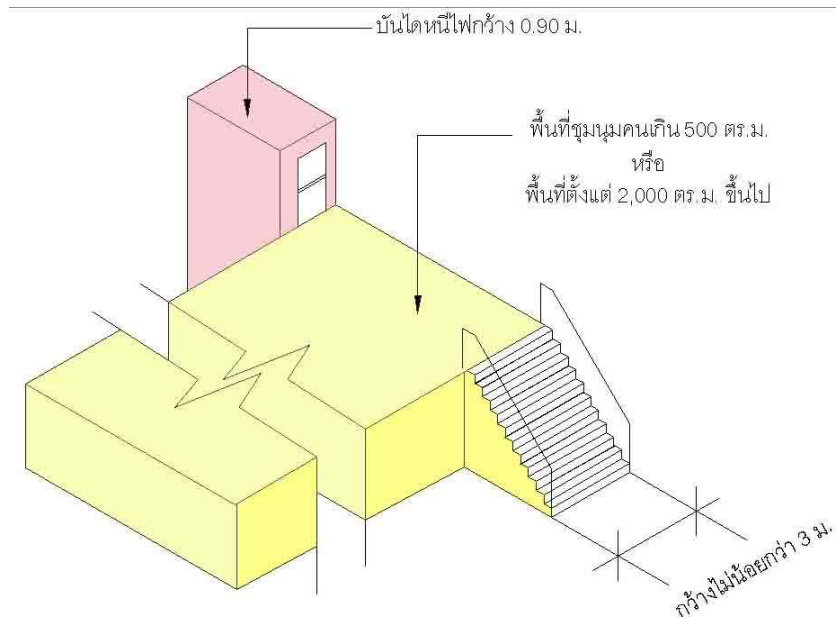 บันไดหนีไฟกว้าง 0.90 ม.
พื้นที่ชุมนุมคนเกิน 500 ตร.ม.
หรือ
พื้นที่ตั้งแต่ 2,000 ตร.ม. ขึ้นไป
กว้างไม่น้อยกว่า 3 ม.